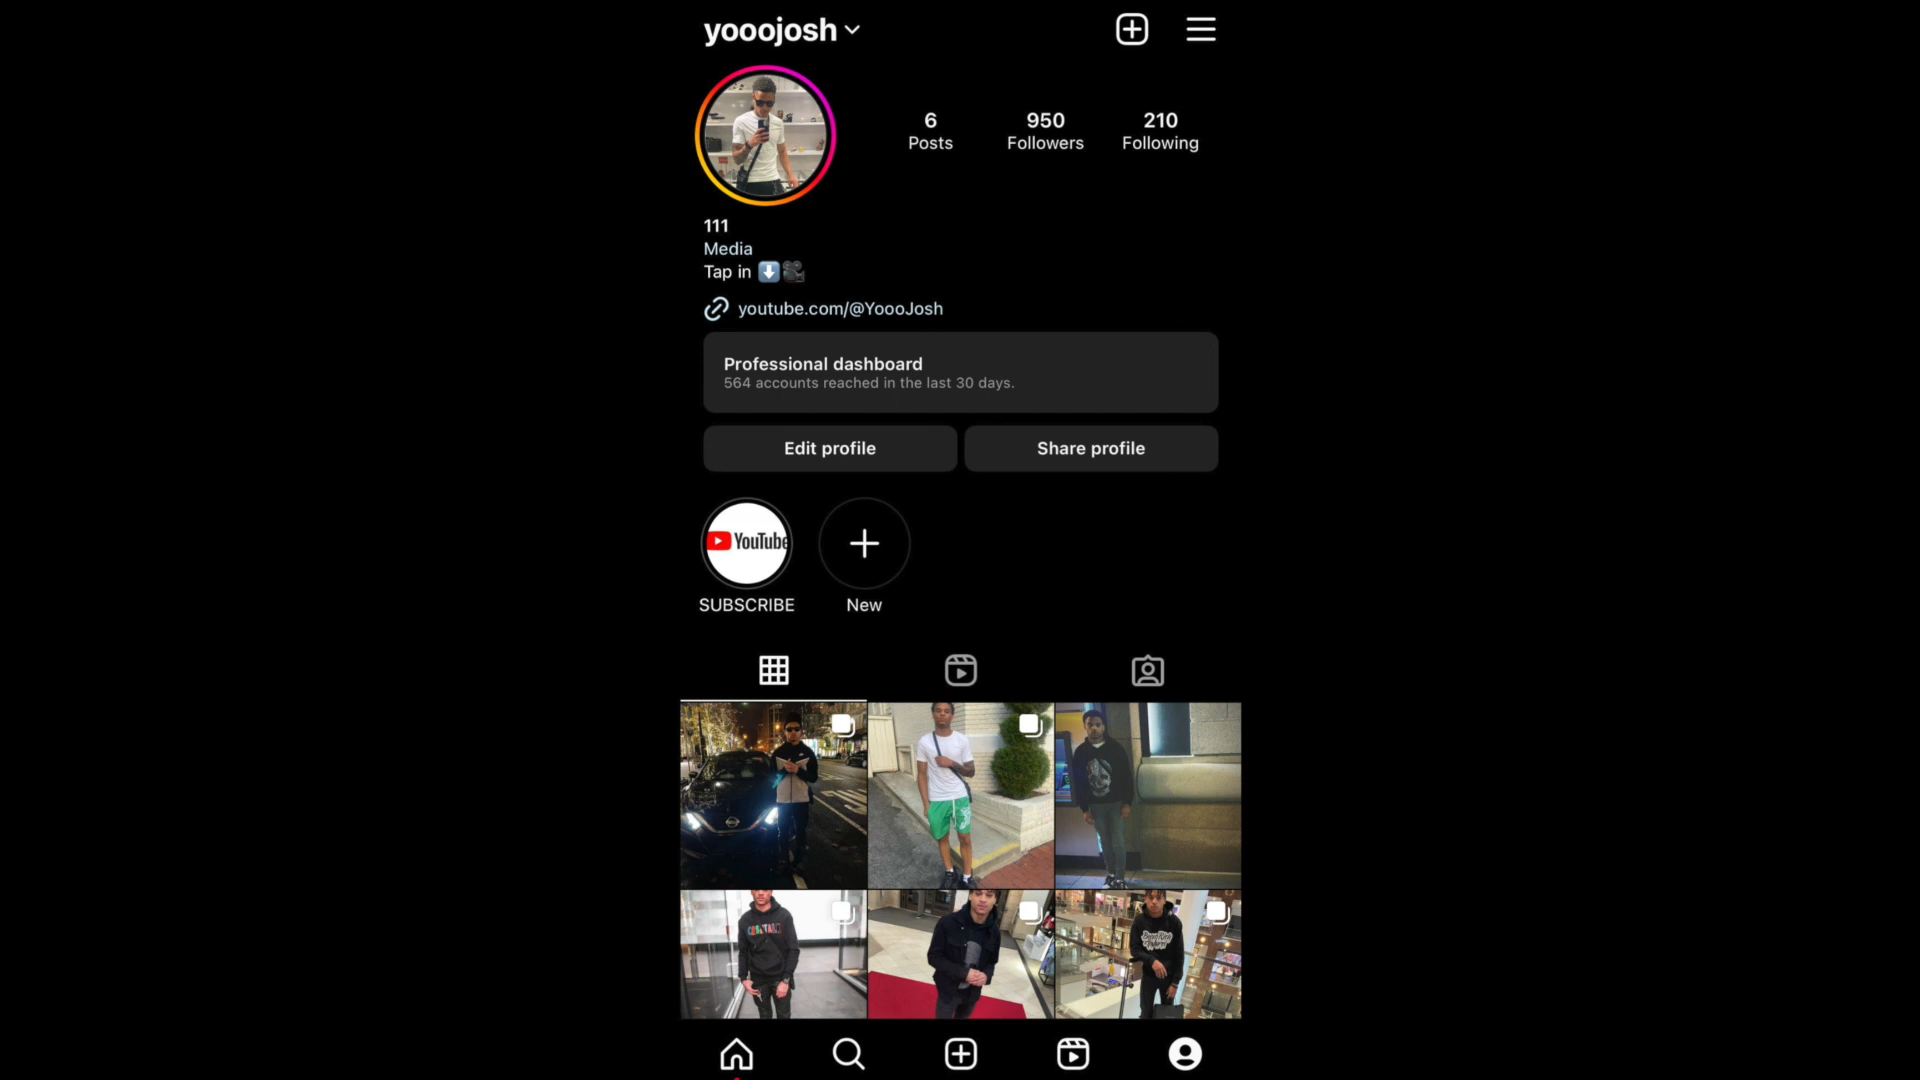 yooojosh
6 950 210
Posts Followers Following
111
Media
Tap in ⬇️🎥
youtube.com/@YoooJosh
Professional dashboard
564 accounts reached in the last 30 days.
Edit profile Share profile
YouTube
SUBSCRIBE New